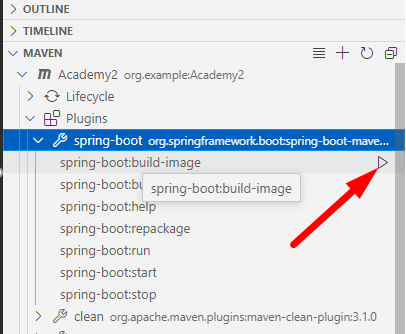 OUTLINE
TIMELINE
MAVEN
Academy2 org.example:Academy2
Lifecycle
Plugins
spring-boot org.springframework.boot:spring-boot-mave...
spring-boot:build-image
spring-boot:bu
spring-boot:build-image
spring-boot:help
spring-boot:repackage
spring-boot:run
spring-boot:start
spring-boot:stop
clean org.apache.maven.plugins:maven-clean-plugin:3.1.0